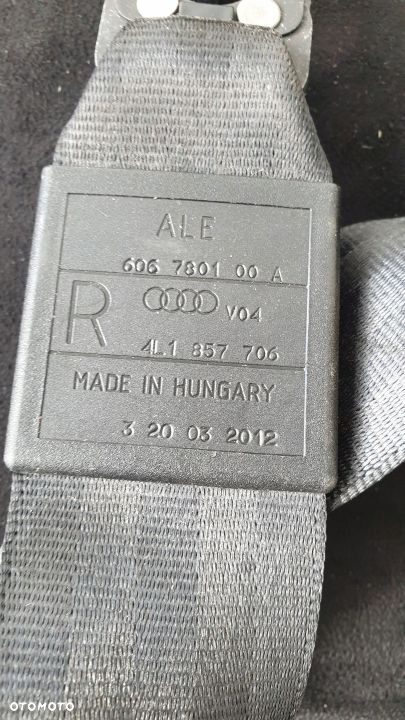 ALE
606 7801 00 A
R
V04
4L1 857 706
MADE IN HUNGARY
3 20 03 2012
OTOMOTO